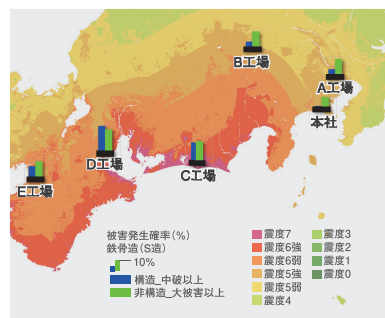 B工場
A工場
本社
D工場
C工場
E工場
被害発生確率(%)
鉄骨造(S造)
10%
構造_中破以上
非構造_大被害以上
震度7
震度6強
震度6弱
震度5強
震度5弱
震度4
震度3
震度2
震度1
震度0